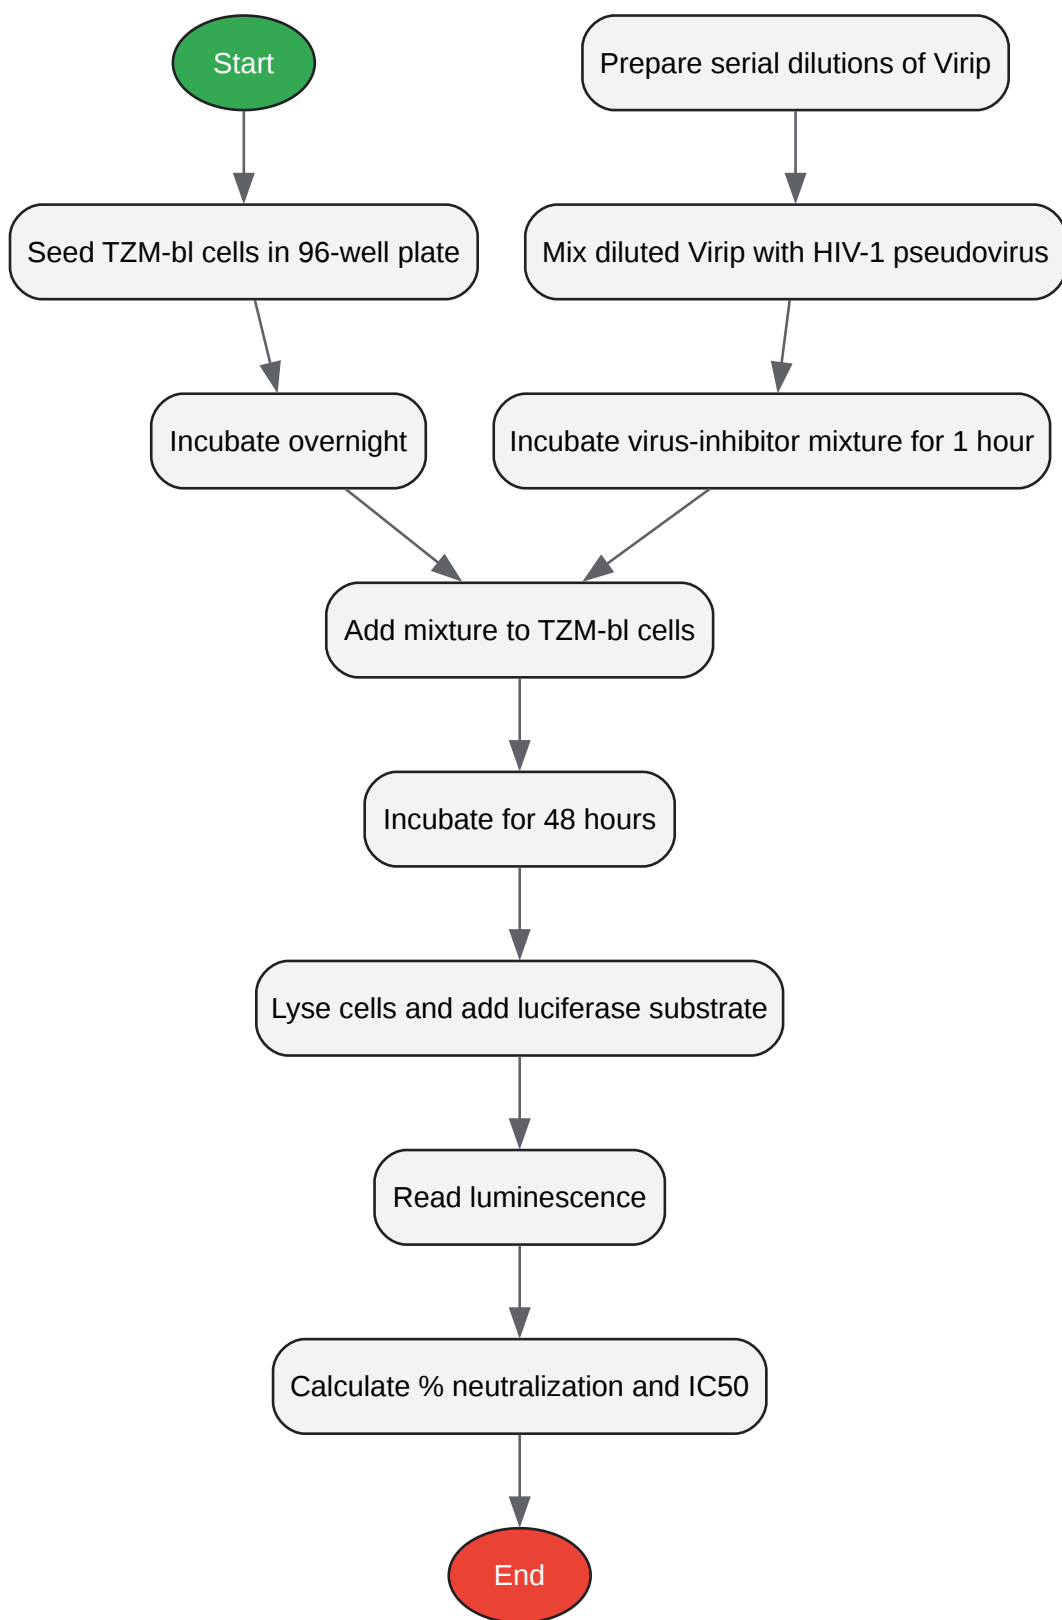 Start
Prepare serial dilutions of Virip
Seed TZM-bl cells in 96-well plate
Mix diluted Virip with HIV-1 pseudovirus
Incubate overnight
Incubate virus-inhibitor mixture for 1 hour
Add mixture to TZM-bl cells
Incubate for 48 hours
Lyse cells and add luciferase substrate
Read luminescence
Calculate % neutralization and IC50
End